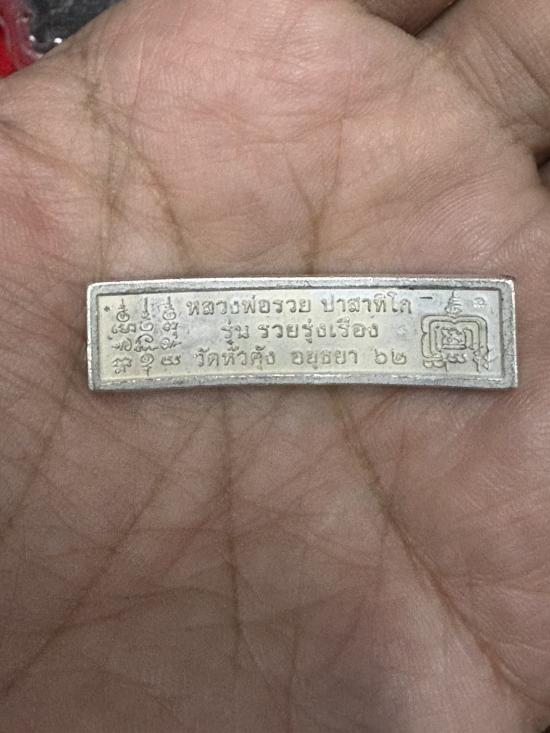 หลวงพ่อรวย ปาสาทิโก
รุ่น รวยรุ่งเรือง
วัดหัวคุ้ง อยุธยา ๖๒